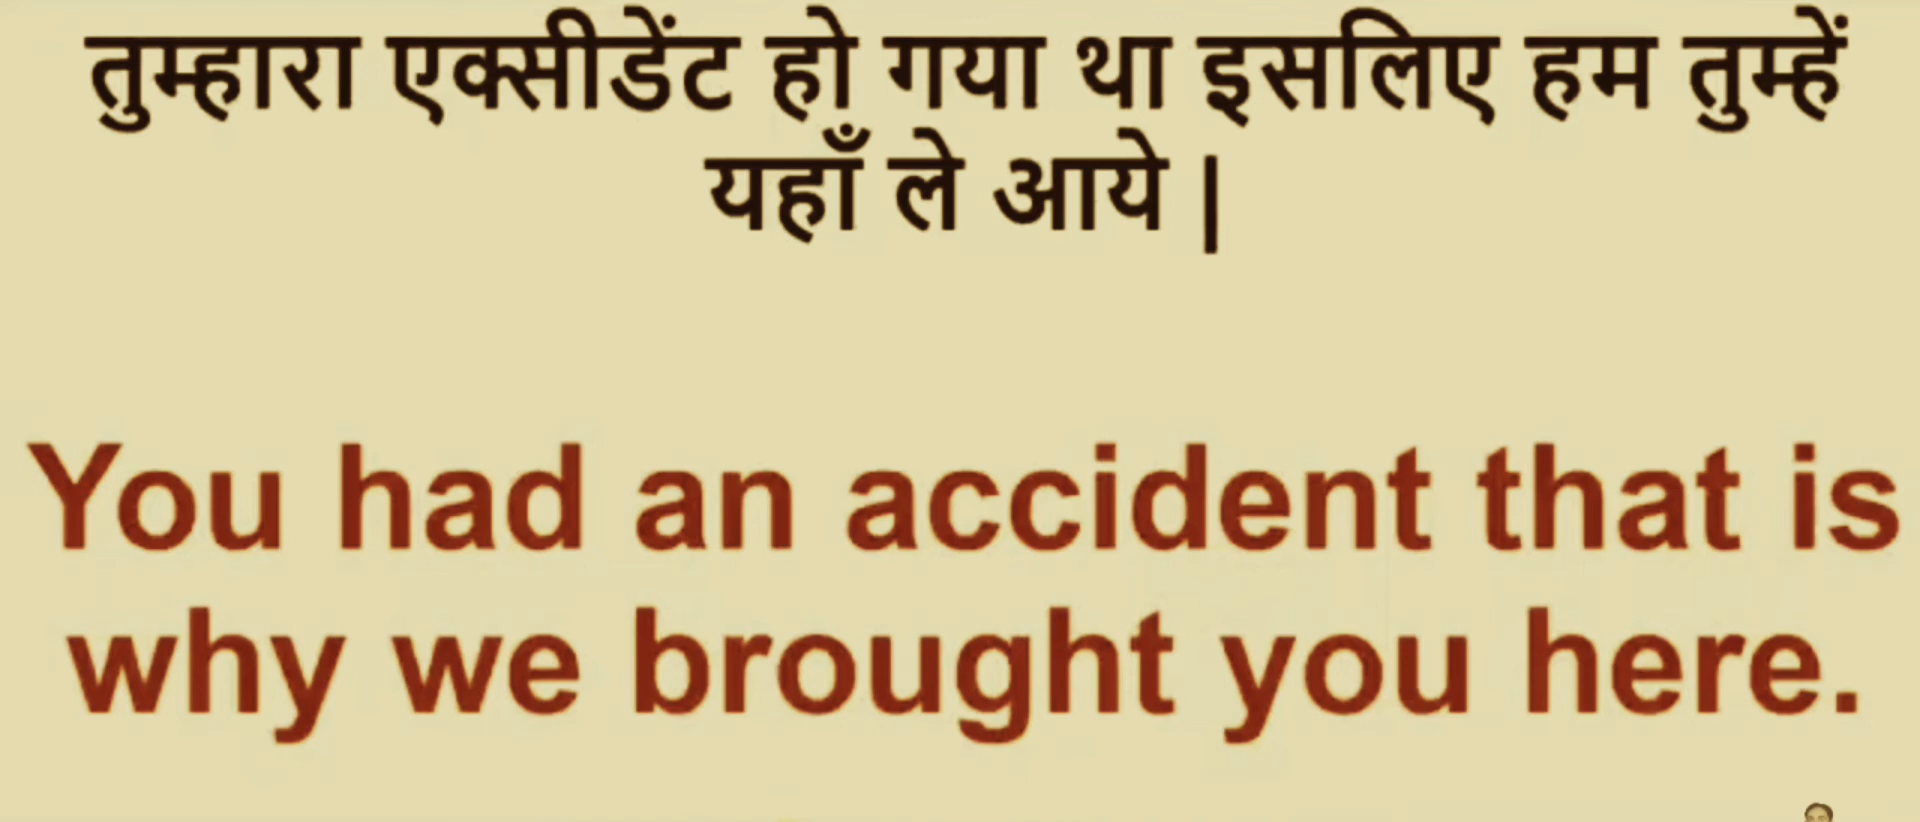 तुम्हारा एक्सीडेंट हो गया था इसलिए हम तुम्हें
यहाँ ले आये |
You had an accident that is
why we brought you here.